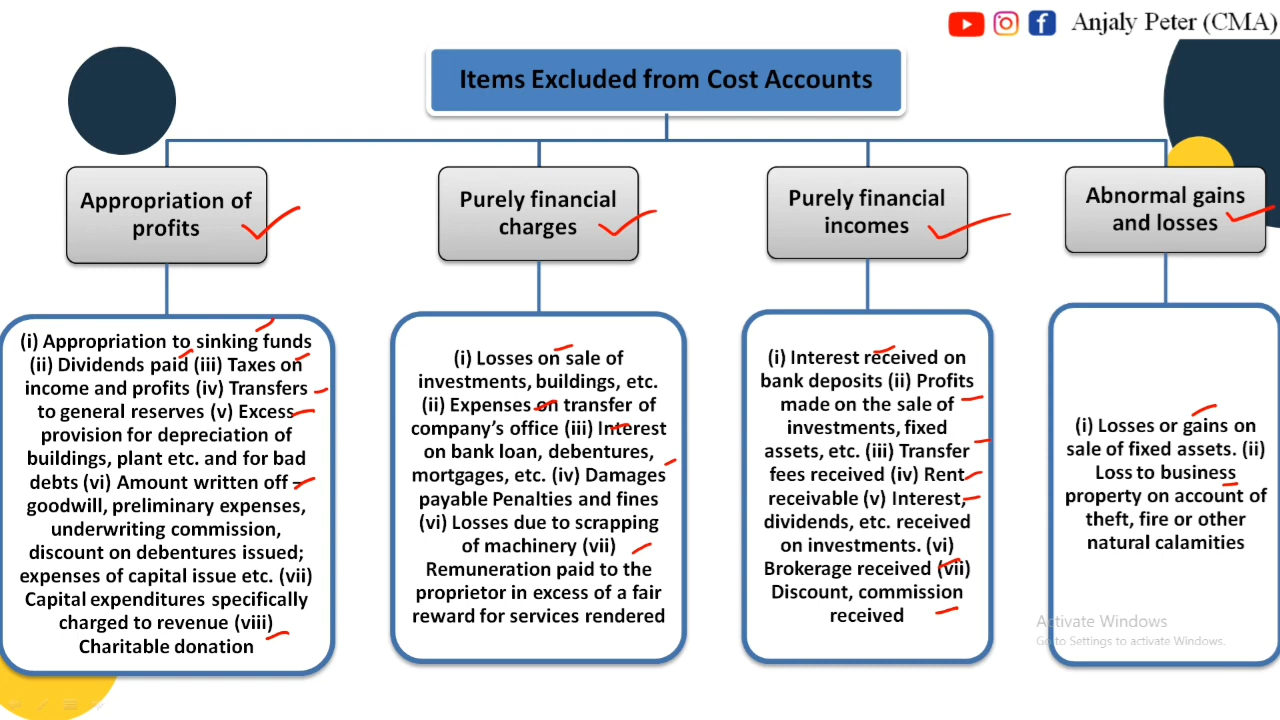 Anjaly Peter (CMA)
Items Excluded from Cost Accounts
Appropriation of
profits
Purely financial
charges
Purely financial
incomes
Abnormal gains
and losses
(i) Appropriation to sinking funds
(ii) Dividends paid (iii) Taxes on
income and profits (iv) Transfers
to general reserves (v) Excess
provision for depreciation of
buildings, plant etc. and for bad
debts (vi) Amount written off –
goodwill, preliminary expenses,
underwriting commission,
discount on debentures issued;
expenses of capital issue etc. (vii)
Capital expenditures specifically
charged to revenue (viii)
Charitable donation
(i) Losses on sale of
investments, buildings, etc.
(ii) Expenses on transfer of
company's office (iii) Interest
on bank loan, debentures,
mortgages, etc. (iv) Damages
payable Penalties and fines
(vi) Losses due to scrapping
of machinery (vii)
Remuneration paid to the
proprietor in excess of a fair
reward for services rendered
(i) Interest received on
bank deposits (ii) Profits
made on the sale of
investments, fixed
assets, etc. (iii) Transfer
fees received (iv) Rent
receivable (v) Interest,
dividends, etc. received
on investments. (vi)
Brokerage received (vii)
Discount, commission
received
(i) Losses or gains on
sale of fixed assets. (ii)
Loss to business
property on account of
theft, fire or other
natural calamities
Activate Windows
Go to Settings to activate Windows.